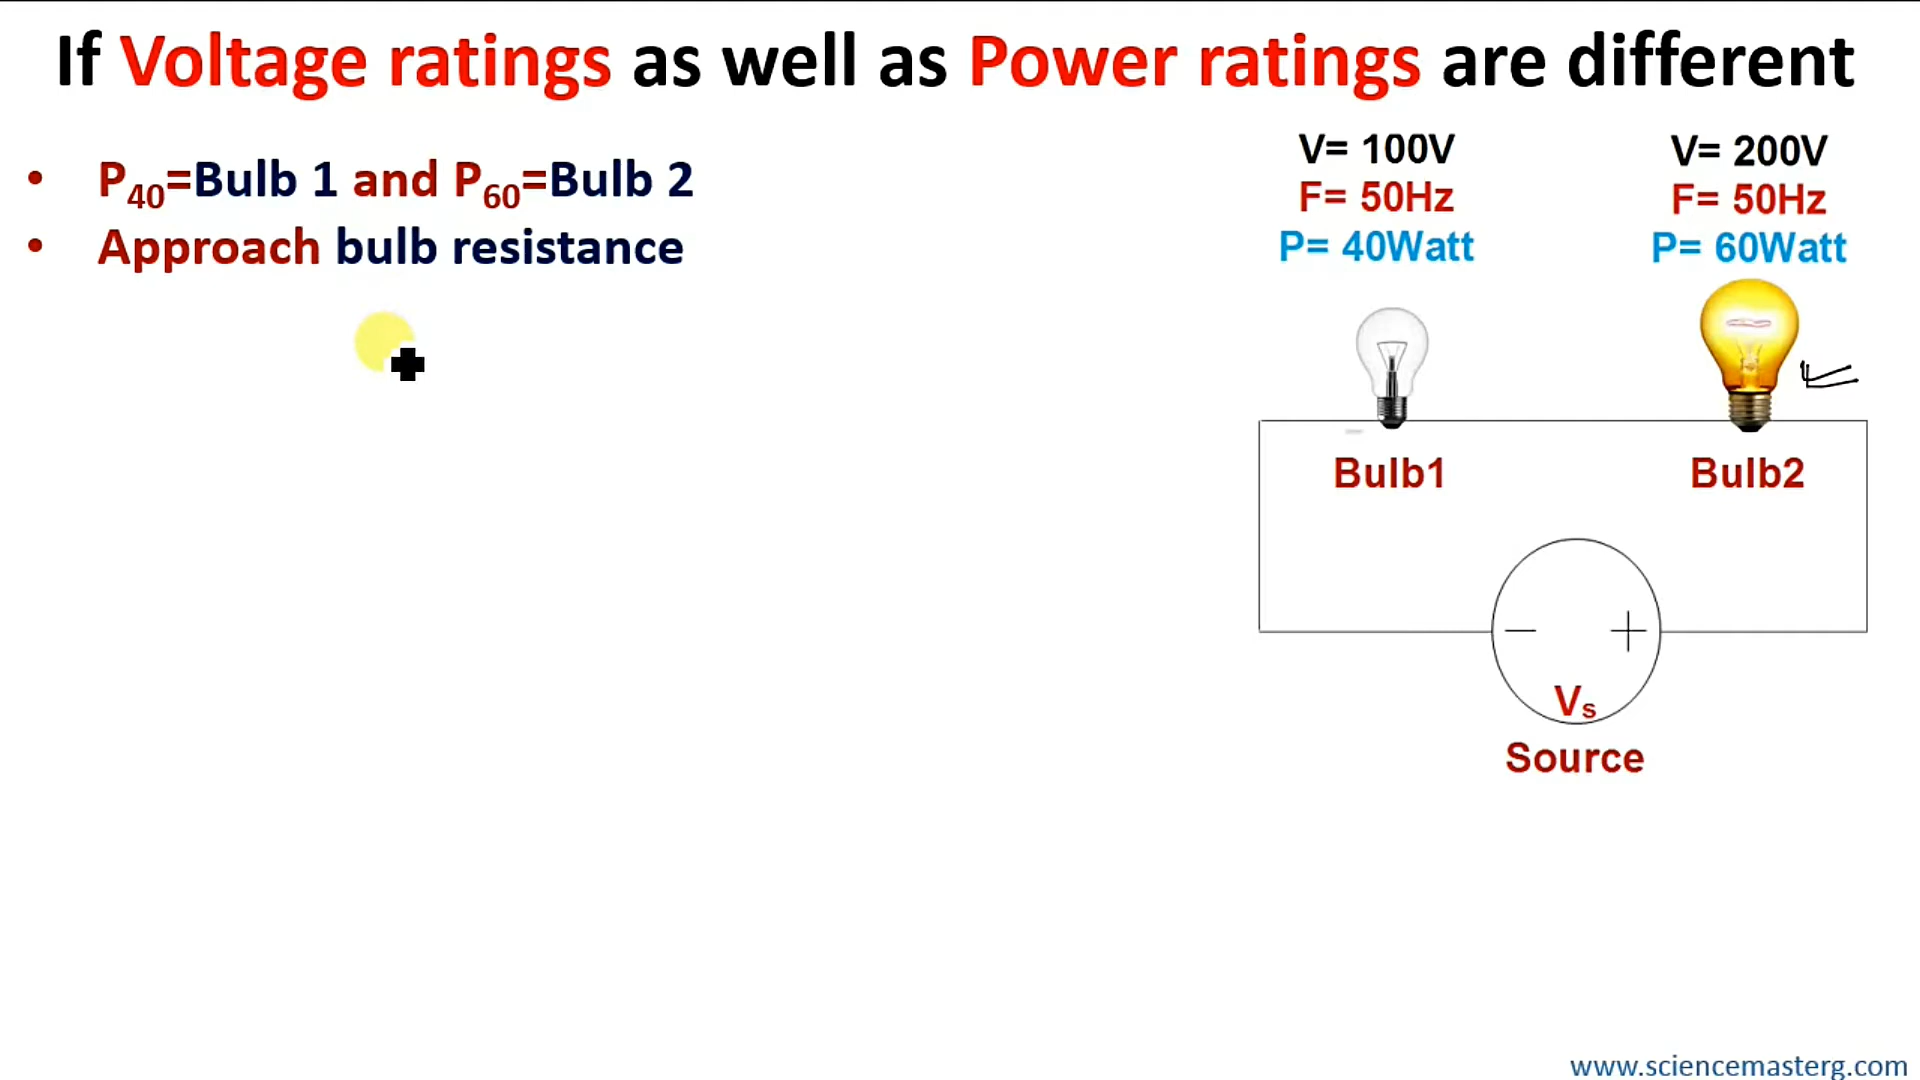 If Voltage ratings as well as Power ratings are different
• P40=Bulb 1 and P60=Bulb 2
• Approach bulb resistance
V= 100V
F= 50Hz
P= 40Watt
V= 200V
F= 50Hz
P= 60Watt
Bulb1
Bulb2
− +
Vs
Source
www.sciencemasterg.com